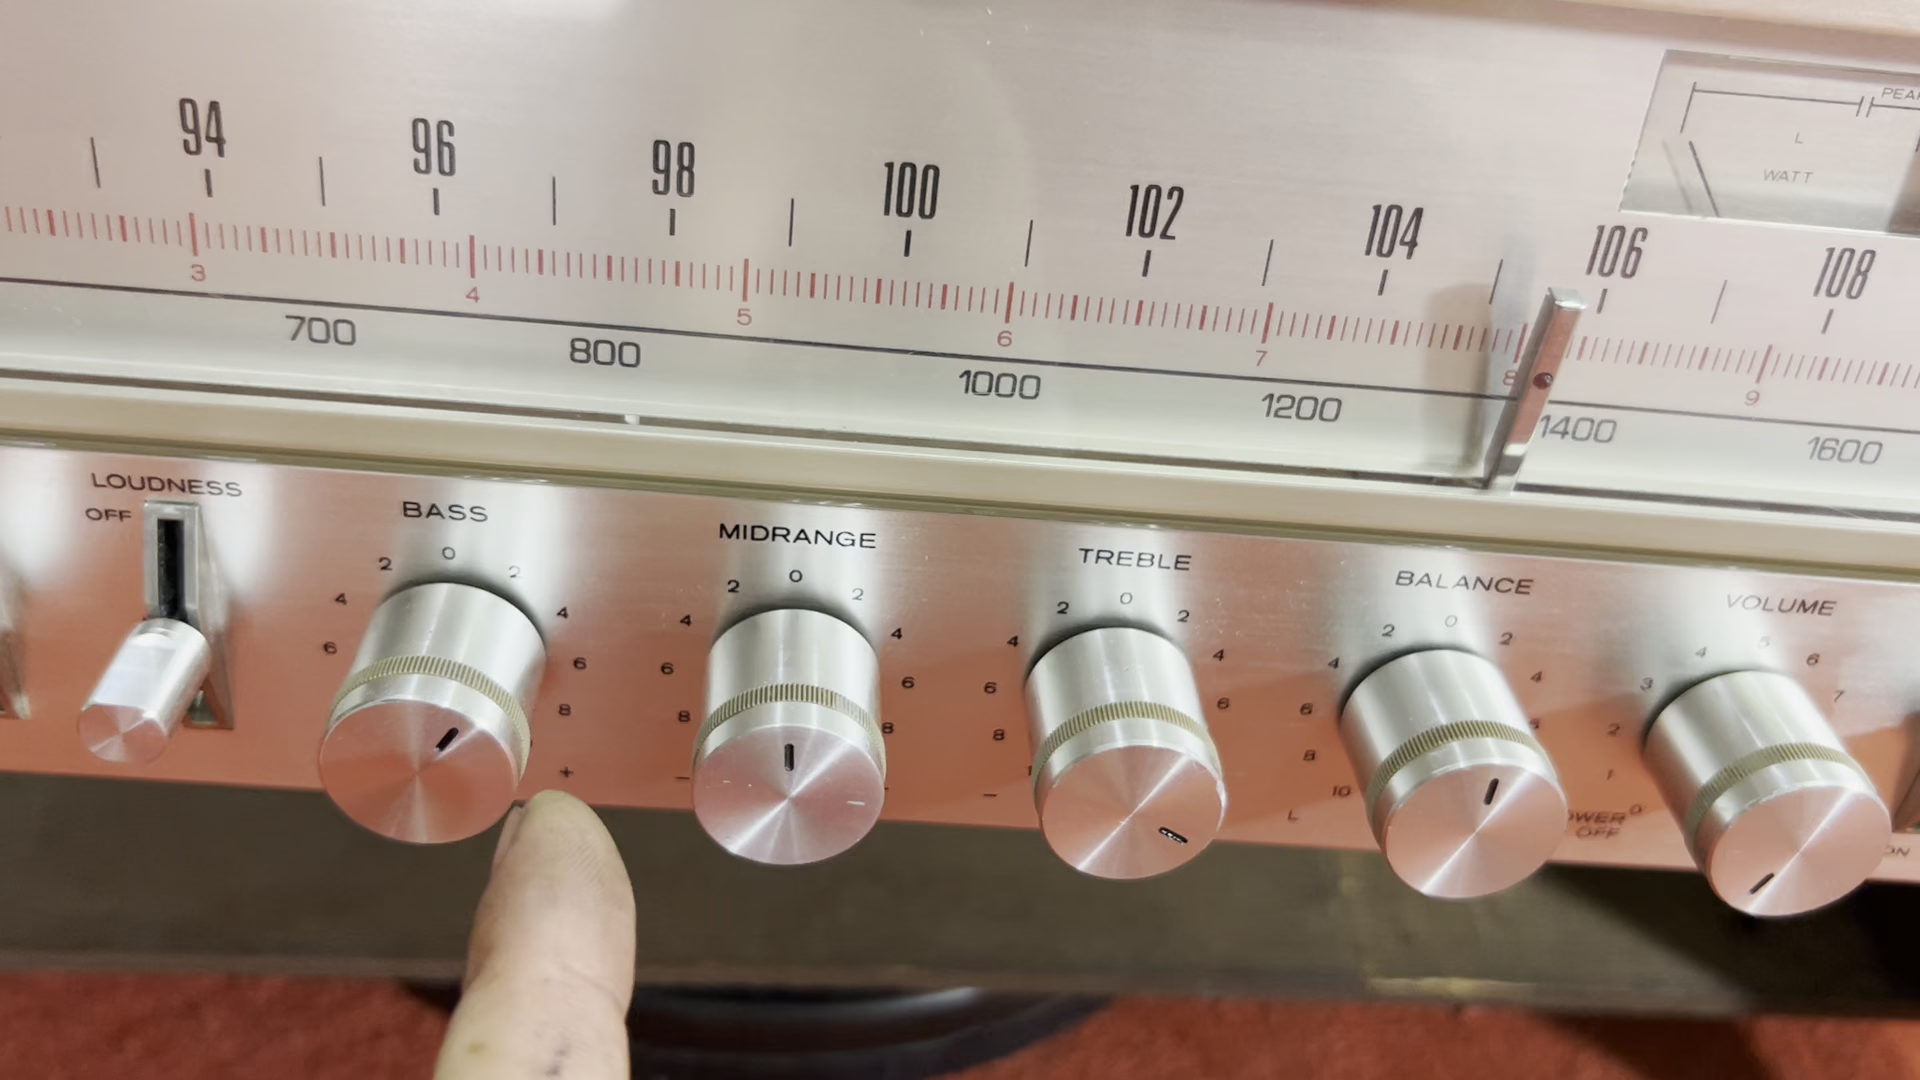 94 96 98 100 102 104 106 108
3 4 5 6 7 8 9
700 800 1000 1200 1400 1600
PEAK
L
WATT
LOUDNESS
OFF
BASS
6 4 2 0 2 4 6 8 +
MIDRANGE
− 8 6 4 2 0 2 4 6 8
TREBLE
− 8 6 4 2 0 2 4 6
BALANCE
L 10 8 6 4 2 0 2 4
VOLUME
0 1 2 3 4 5 6 7
OFF